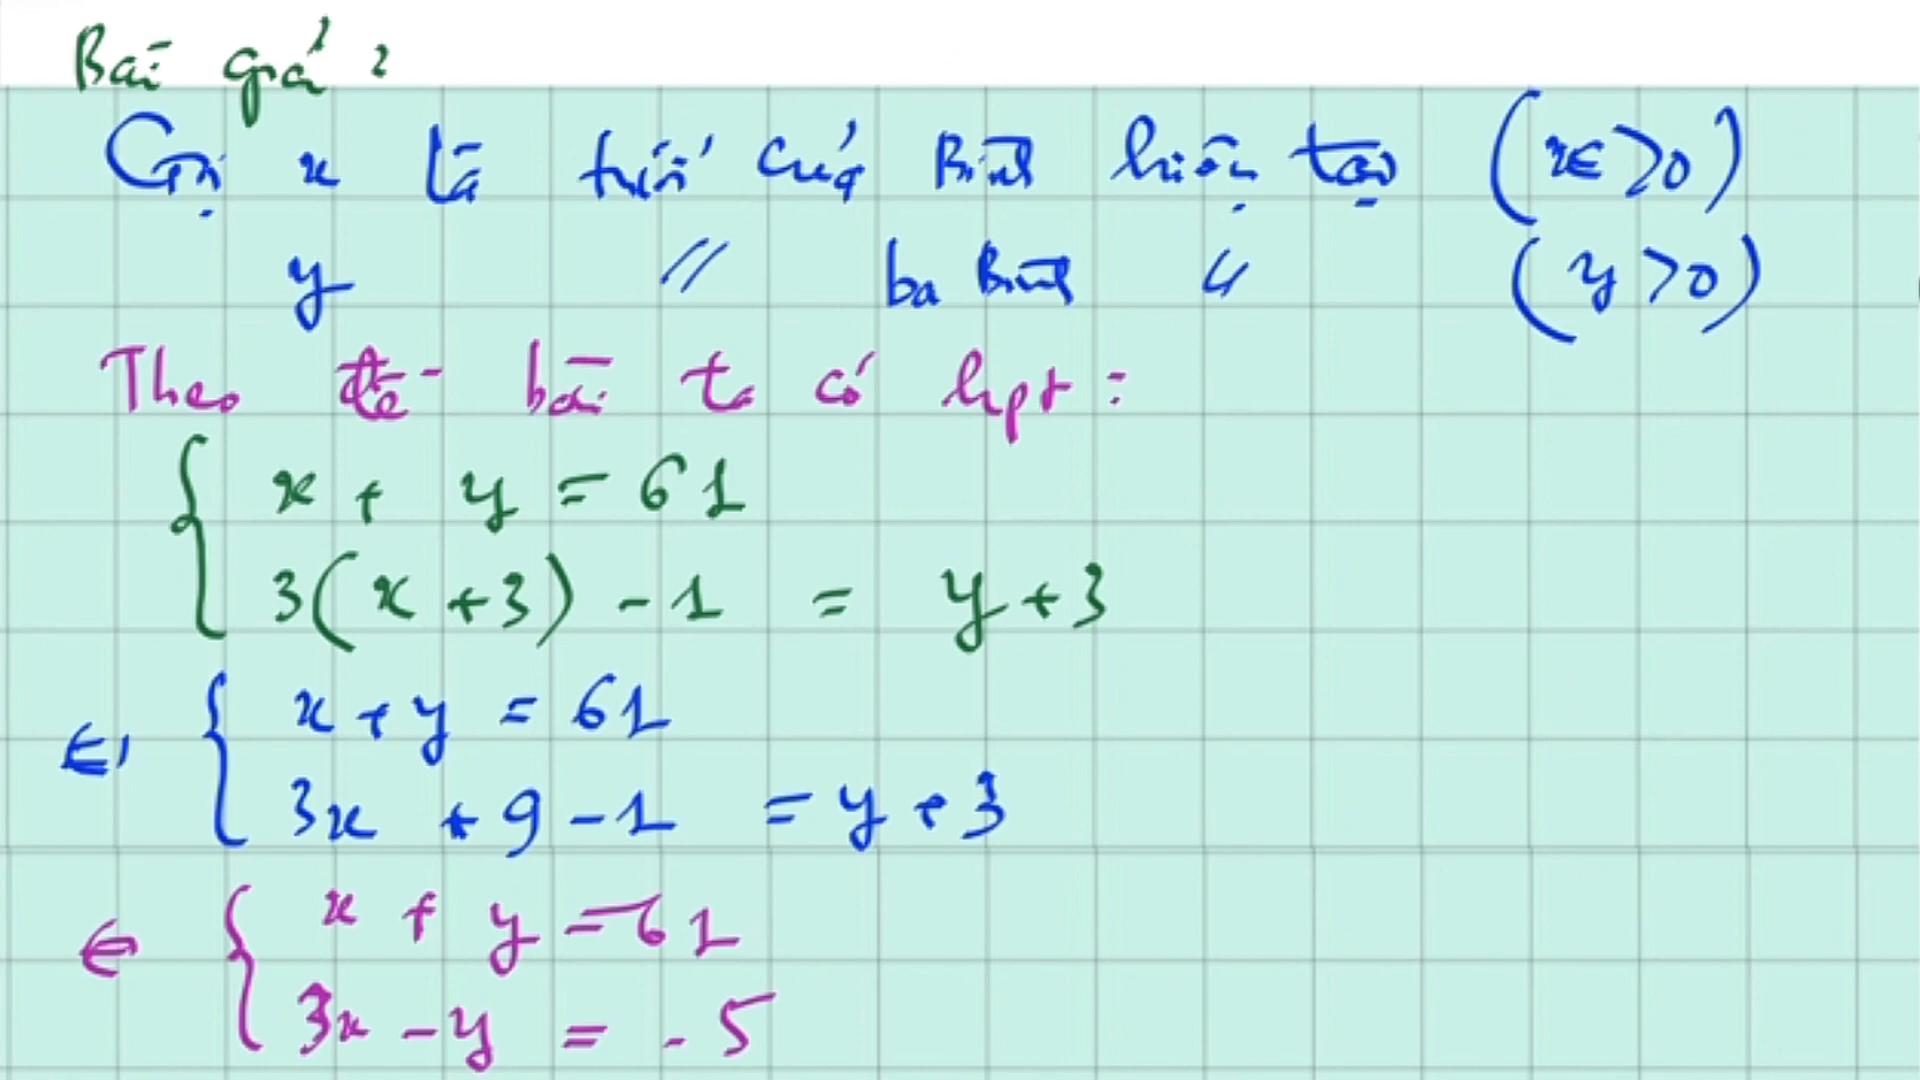 Bài giải :
Gọi x là tuổi của Bình hiện tại (x > 0)
y // ba Bình // (y > 0)
Theo đề bài ta có hpt :
{ x + y = 61
3(x + 3) - 1 = y + 3
⇔ { x + y = 61
3x + 9 - 1 = y + 3
⇔ { x + y = 61
3x - y = -5